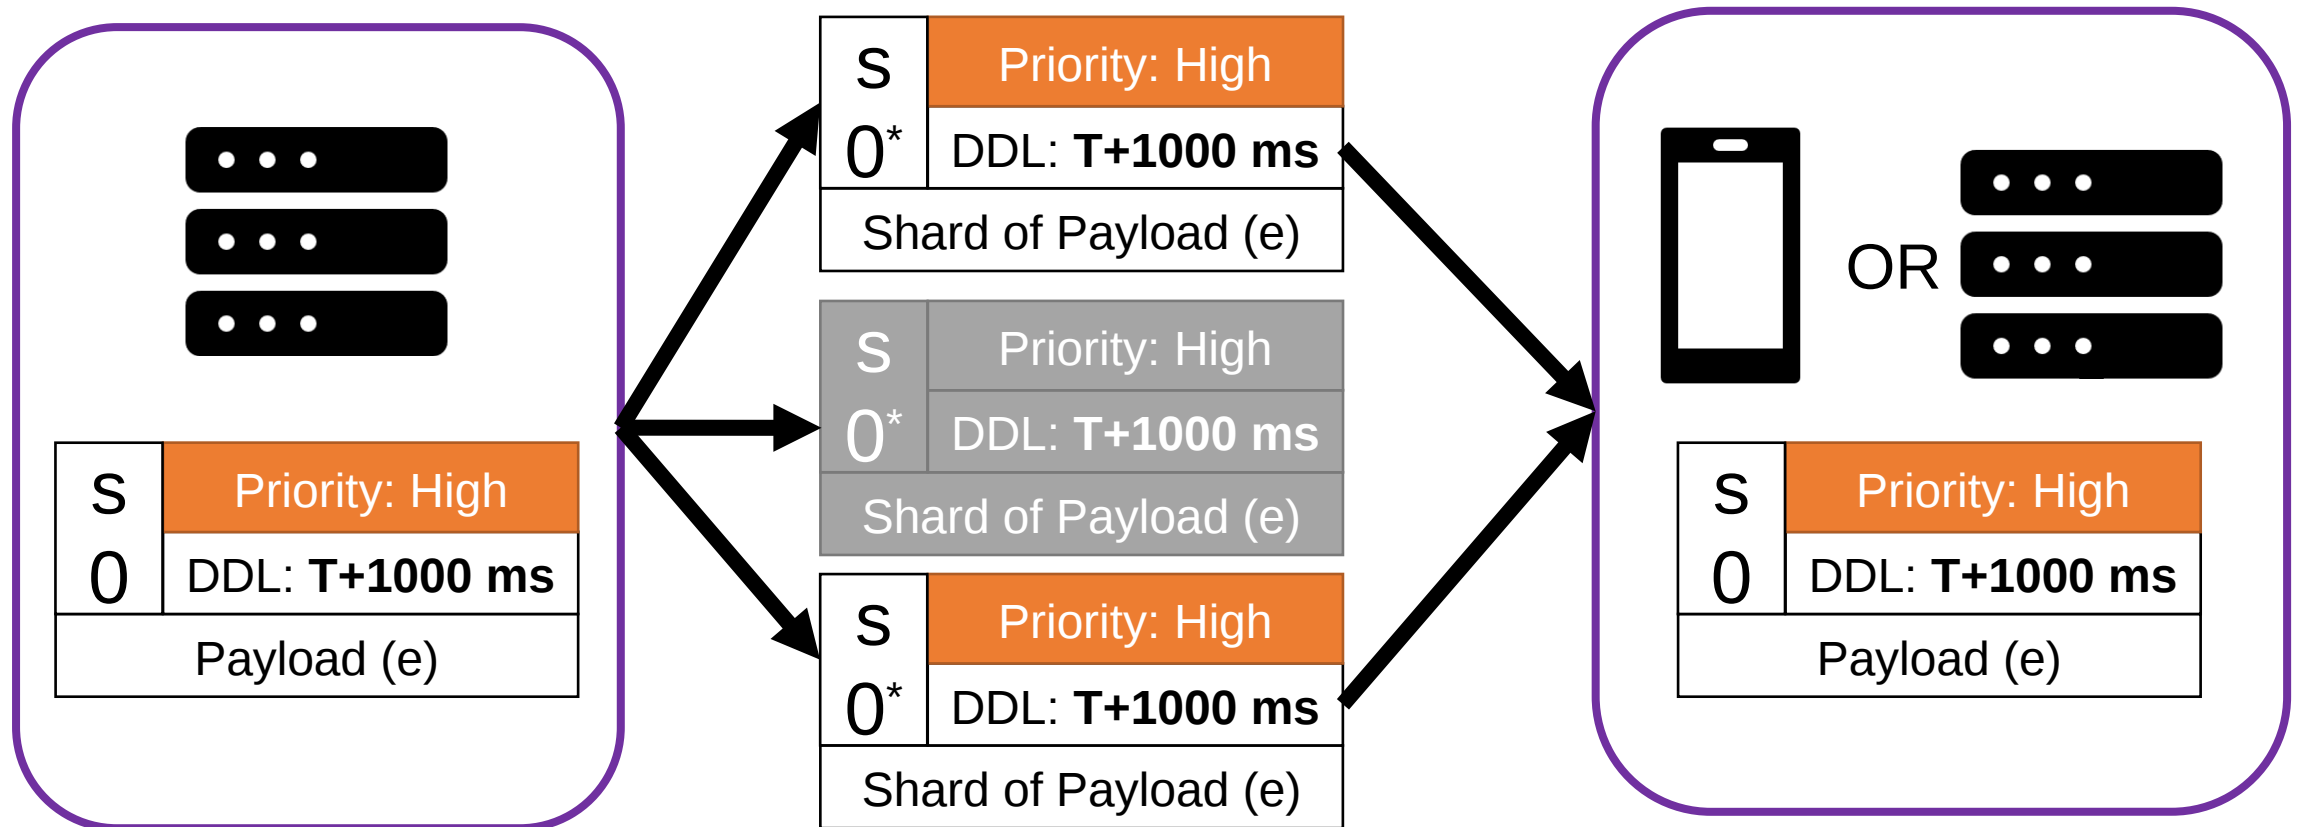 s
0
Priority: High
DDL: T+1000 ms
Payload (e)
s
0*
Priority: High
DDL: T+1000 ms
Shard of Payload (e)
s
0*
Priority: High
DDL: T+1000 ms
Shard of Payload (e)
s
0*
Priority: High
DDL: T+1000 ms
Shard of Payload (e)
OR
s
0
Priority: High
DDL: T+1000 ms
Payload (e)